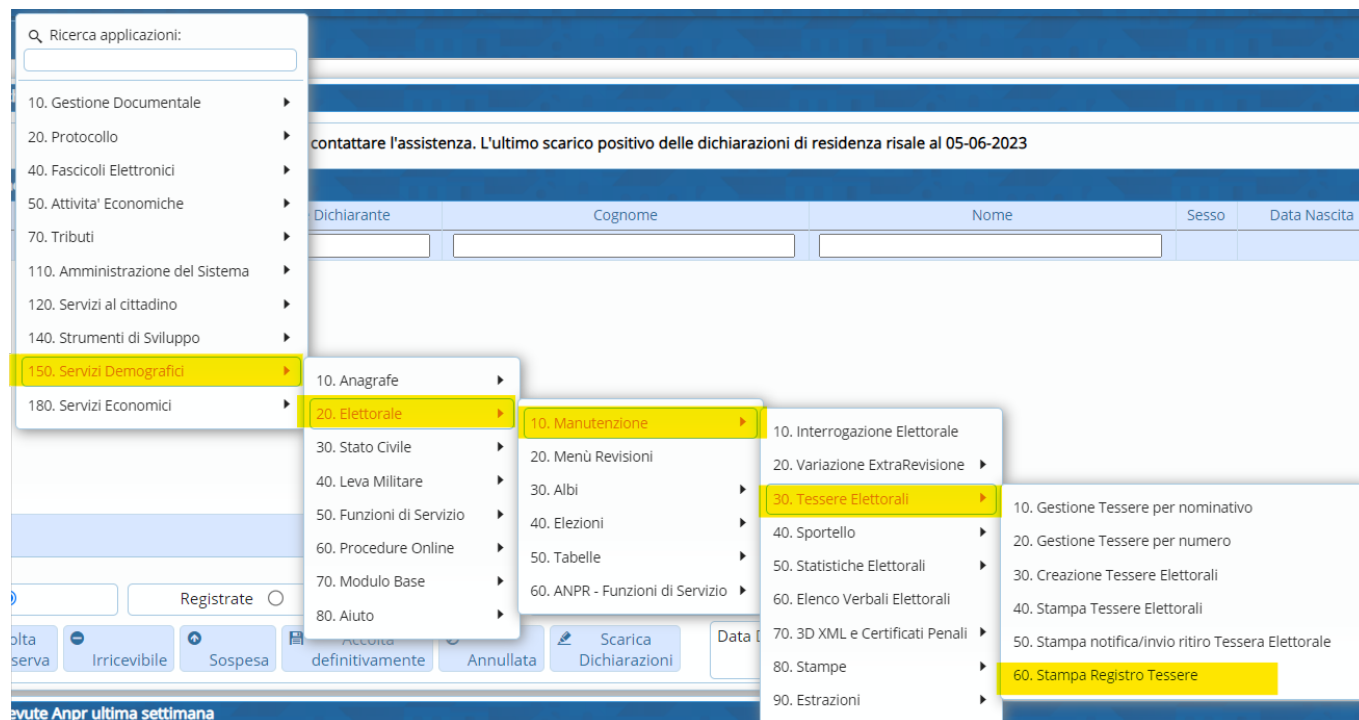 Ricerca applicazioni:
10. Gestione Documentale
20. Protocollo
40. Fascicoli Elettronici
50. Attivita' Economiche
70. Tributi
110. Amministrazione del Sistema
120. Servizi al cittadino
140. Strumenti di Sviluppo
150. Servizi Demografici
180. Servizi Economici
contattare l'assistenza. L'ultimo scarico positivo delle dichiarazioni di residenza risale al 05-06-2023
Dichiarante Cognome Nome Sesso Data Nascita
10. Anagrafe
20. Elettorale
30. Stato Civile
40. Leva Militare
50. Funzioni di Servizio
60. Procedure Online
70. Modulo Base
80. Aiuto
10. Manutenzione
20. Menù Revisioni
30. Albi
40. Elezioni
50. Tabelle
60. ANPR - Funzioni di Servizio
10. Interrogazione Elettorale
20. Variazione ExtraRevisione
30. Tessere Elettorali
40. Sportello
50. Statistiche Elettorali
60. Elenco Verbali Elettorali
70. 3D XML e Certificati Penali
80. Stampe
90. Estrazioni
10. Gestione Tessere per nominativo
20. Gestione Tessere per numero
30. Creazione Tessere Elettorali
40. Stampa Tessere Elettorali
50. Stampa notifica/invio ritiro Tessera Elettorale
60. Stampa Registro Tessere
Registrate
Irricevibile
Sospesa
definitivamente
Annullata
Scarica
Dichiarazioni
Data
evute Anpr ultima settimana